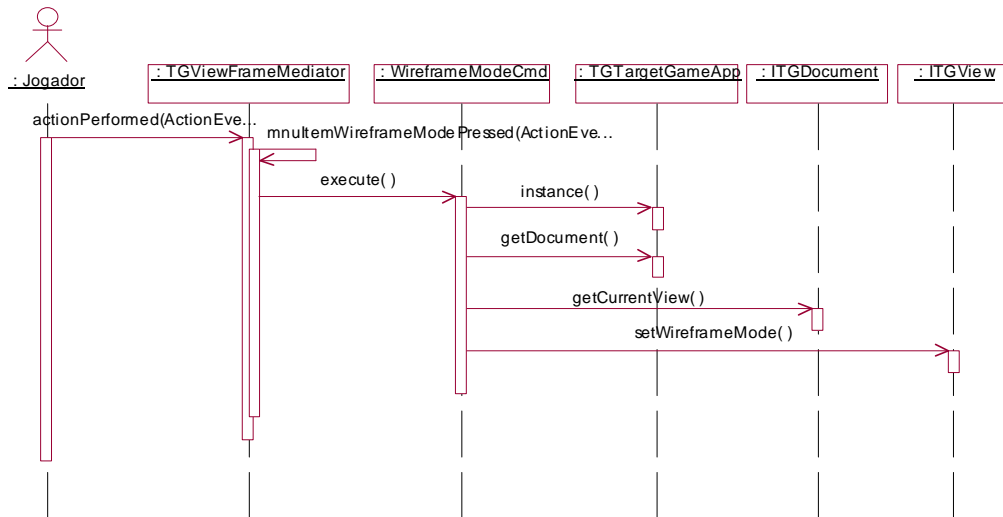 : Jogador
: TGViewFrameMediator
: WireframeModeCmd
: TGTargetGameApp
: ITGDocument
: ITGView
actionPerformed(ActionEve...
mnuItemWireframeModePressed(ActionEve...
execute( )
instance( )
getDocument( )
getCurrentView( )
setWireframeMode( )